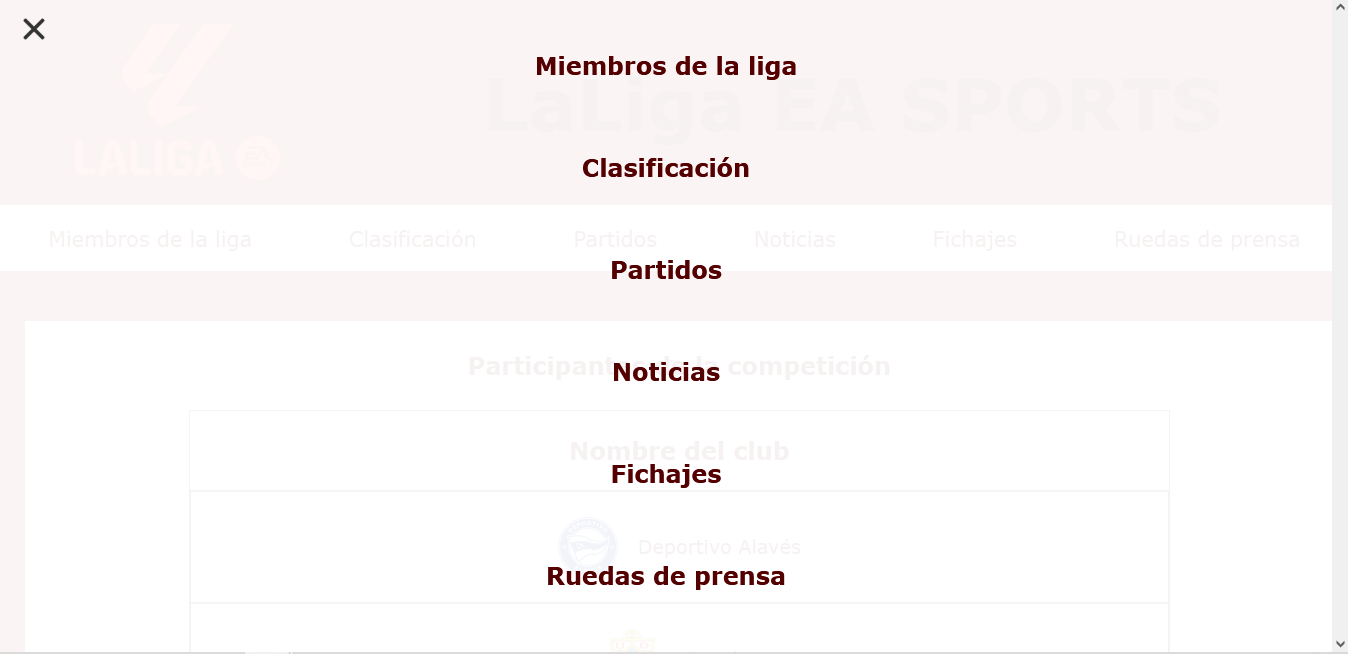 Miembros de la liga
LaLiga EA SPORTS
LALIGA EA
Clasificación
Miembros de la liga Clasificación Partidos Noticias Fichajes Ruedas de prensa
Partidos
Participantes de la competición
Noticias
Nombre del club
Fichajes
Deportivo Alavés
Ruedas de prensa